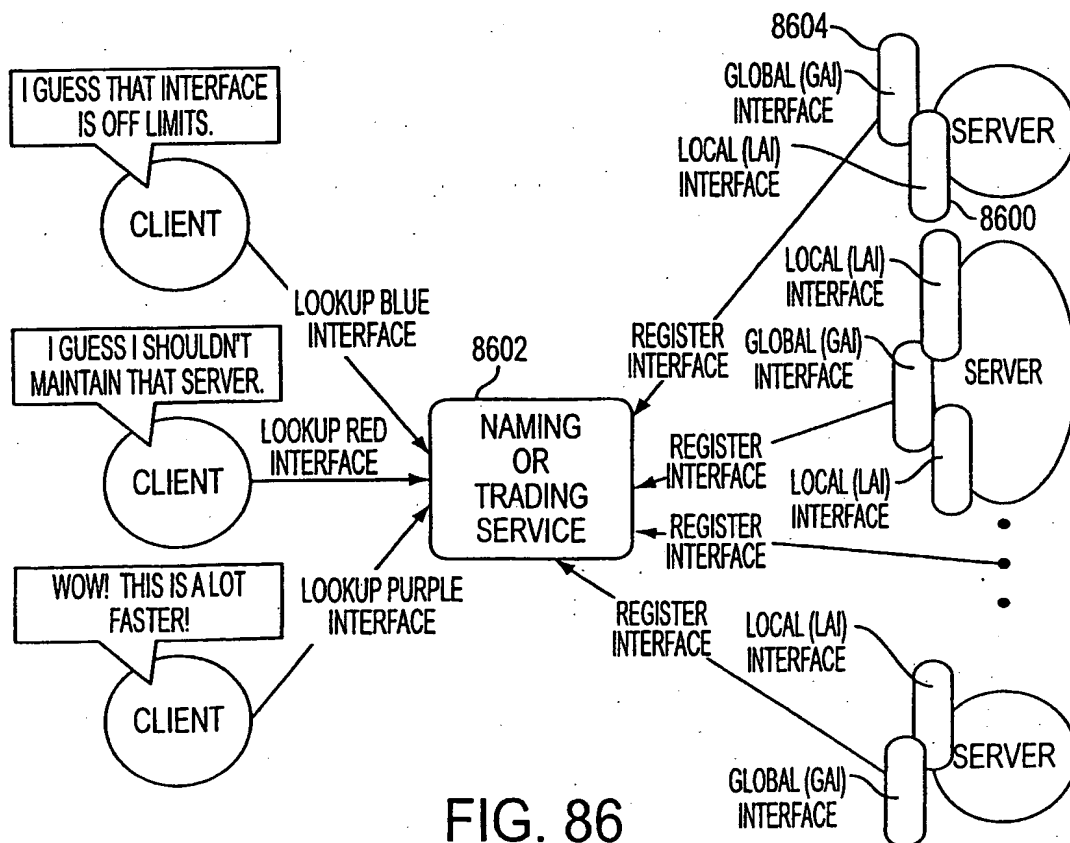 8604
GLOBAL (GAI)
INTERFACE
SERVER
LOCAL (LAI)
INTERFACE
8600
I GUESS THAT INTERFACE
IS OFF LIMITS.
CLIENT
LOOKUP BLUE
INTERFACE
I GUESS I SHOULDN'T
MAINTAIN THAT SERVER.
CLIENT
LOOKUP RED
INTERFACE
WOW! THIS IS A LOT
FASTER!
CLIENT
LOOKUP PURPLE
INTERFACE
8602
NAMING
OR
TRADING
SERVICE
REGISTER
INTERFACE
LOCAL (LAI)
INTERFACE
GLOBAL (GAI)
INTERFACE
SERVER
REGISTER
INTERFACE
LOCAL (LAI)
INTERFACE
REGISTER
INTERFACE
REGISTER
INTERFACE
LOCAL (LAI)
INTERFACE
SERVER
GLOBAL (GAI)
INTERFACE
FIG. 86